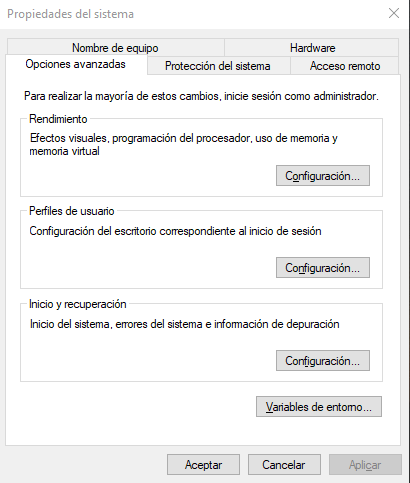 Propiedades del sistema
Nombre de equipo
Hardware
Opciones avanzadas
Protección del sistema
Acceso remoto
Para realizar la mayoría de estos cambios, inicie sesión como administrador.
Rendimiento
Efectos visuales, programación del procesador, uso de memoria y
memoria virtual
Configuración...
Perfiles de usuario
Configuración del escritorio correspondiente al inicio de sesión
Configuración...
Inicio y recuperación
Inicio del sistema, errores del sistema e información de depuración
Configuración...
Variables de entorno...
Aceptar
Cancelar
Aplicar